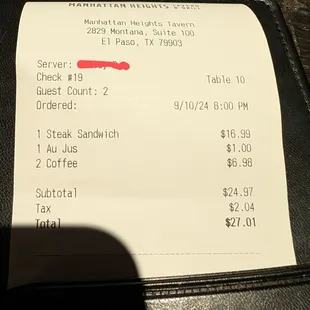 MANHATTAN HEIGHTS
Manhattan Heights Tavern
2829 Montana, Suite 100
El Paso, TX 79903
Server:
Check #19 Table 10
Guest Count: 2
Ordered: 9/10/24 8:00 PM
1 Steak Sandwich $16.99
1 Au Jus $1.00
2 Coffee $6.98
Subtotal $24.97
Tax $2.04
Total $27.01